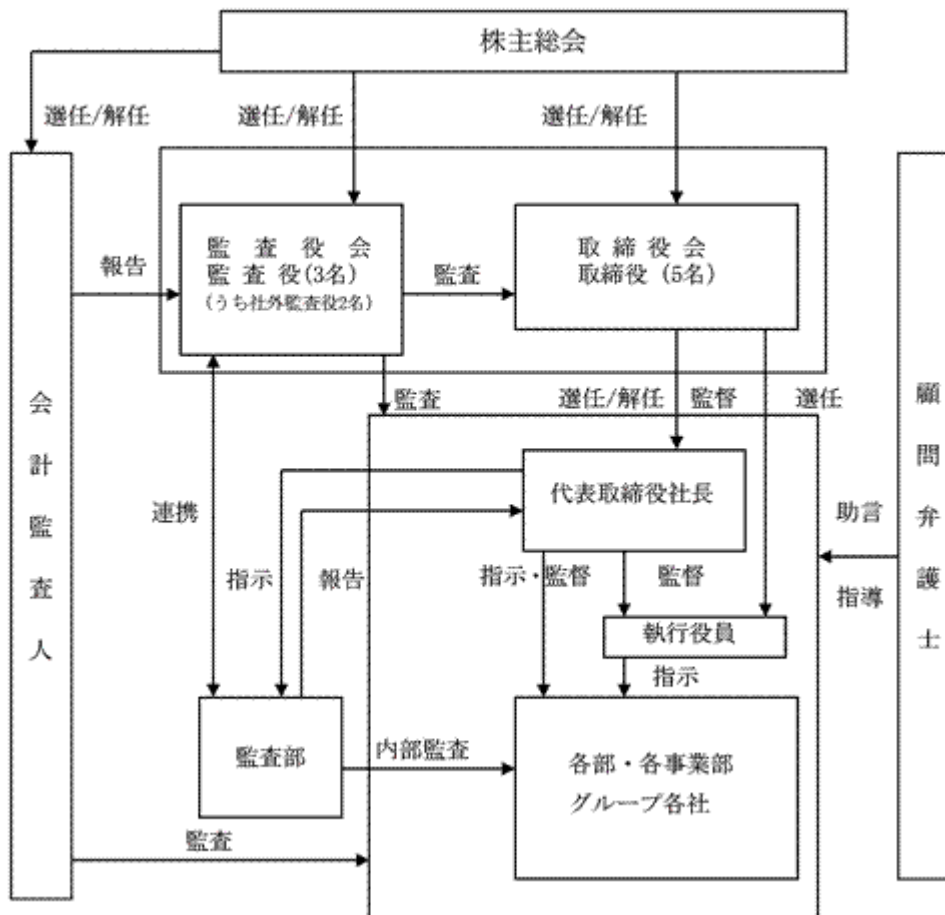 株主総会
選任/解任
選任/解任
選任/解任
監査役会
監査役(3名)
(うち社外監査役2名)
取締役会
取締役 (5名)
報告
監査
会計監査人
顧問弁護士
監査
選任/解任
監督
選任
代表取締役社長
連携
指示
報告
指示・監督
監督
助言
指導
執行役員
指示
監査部
内部監査
各部・各事業部
グループ各社
監査